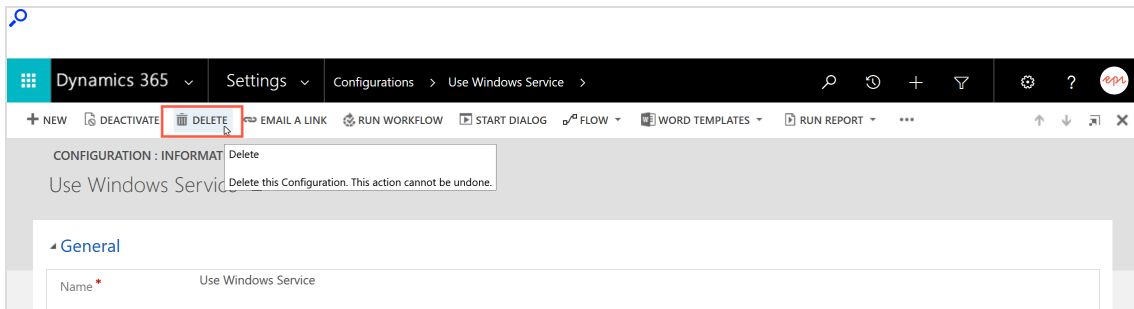 Dynamics 365 Settings Configurations > Use Windows Service > ? epi
NEW DEACTIVATE DELETE EMAIL A LINK RUN WORKFLOW START DIALOG FLOW WORD TEMPLATES RUN REPORT •••
CONFIGURATION : INFORMAT
Delete
Delete this Configuration. This action cannot be undone.
Use Windows Servic
General
Name * Use Windows Service